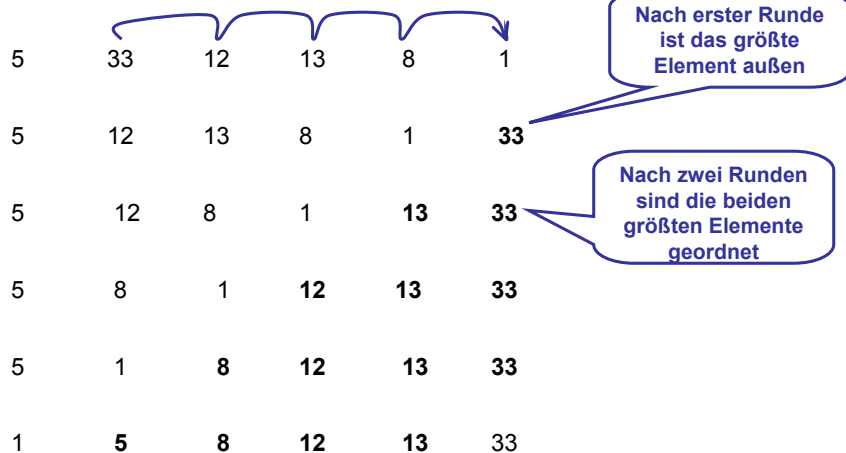 Nach erster Runde
ist das größte
Element außen
5 33 12 13 8 1
5 12 13 8 1 33
Nach zwei Runden
sind die beiden
größten Elemente
geordnet
5 12 8 1 13 33
5 8 1 12 13 33
5 1 8 12 13 33
1 5 8 12 13 33